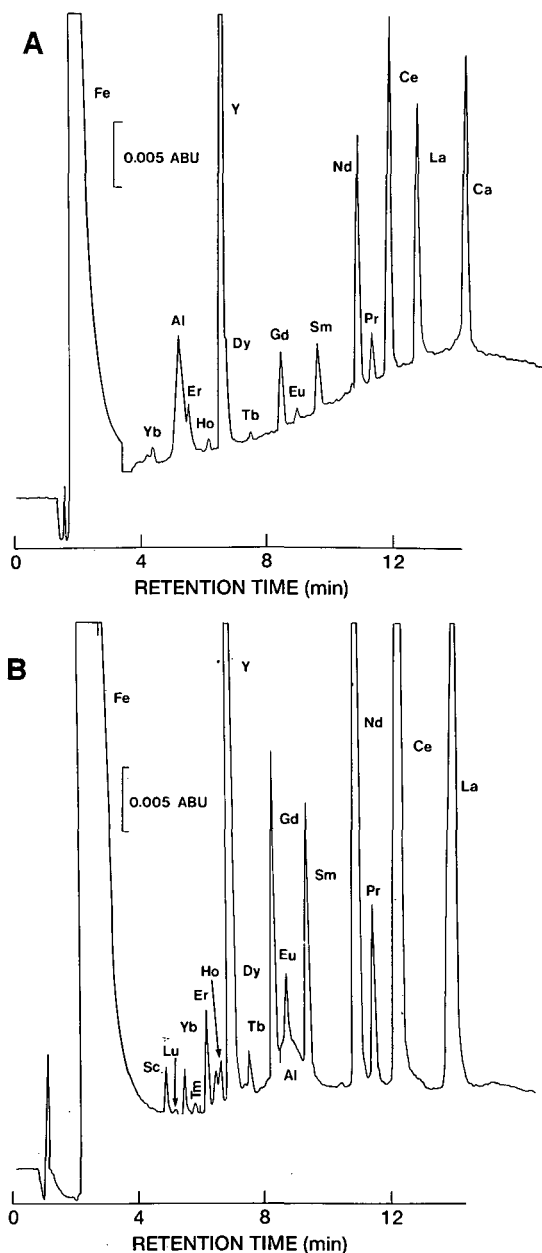 A
Fe
0.005 ABU
Y
Ce
Nd
La
Ca
Al
Dy
Gd
Sm
Pr
Er
Yb
Ho
Tb
Eu
0 4 8 12
RETENTION TIME (min)
B
Fe
Y
0.005 ABU
Nd
Ce
La
Gd
Sm
Pr
Ho
Dy
Eu
Er
Tb
Yb
Lu
Sc
Tm
Al
0 4 8 12
RETENTION TIME (min)